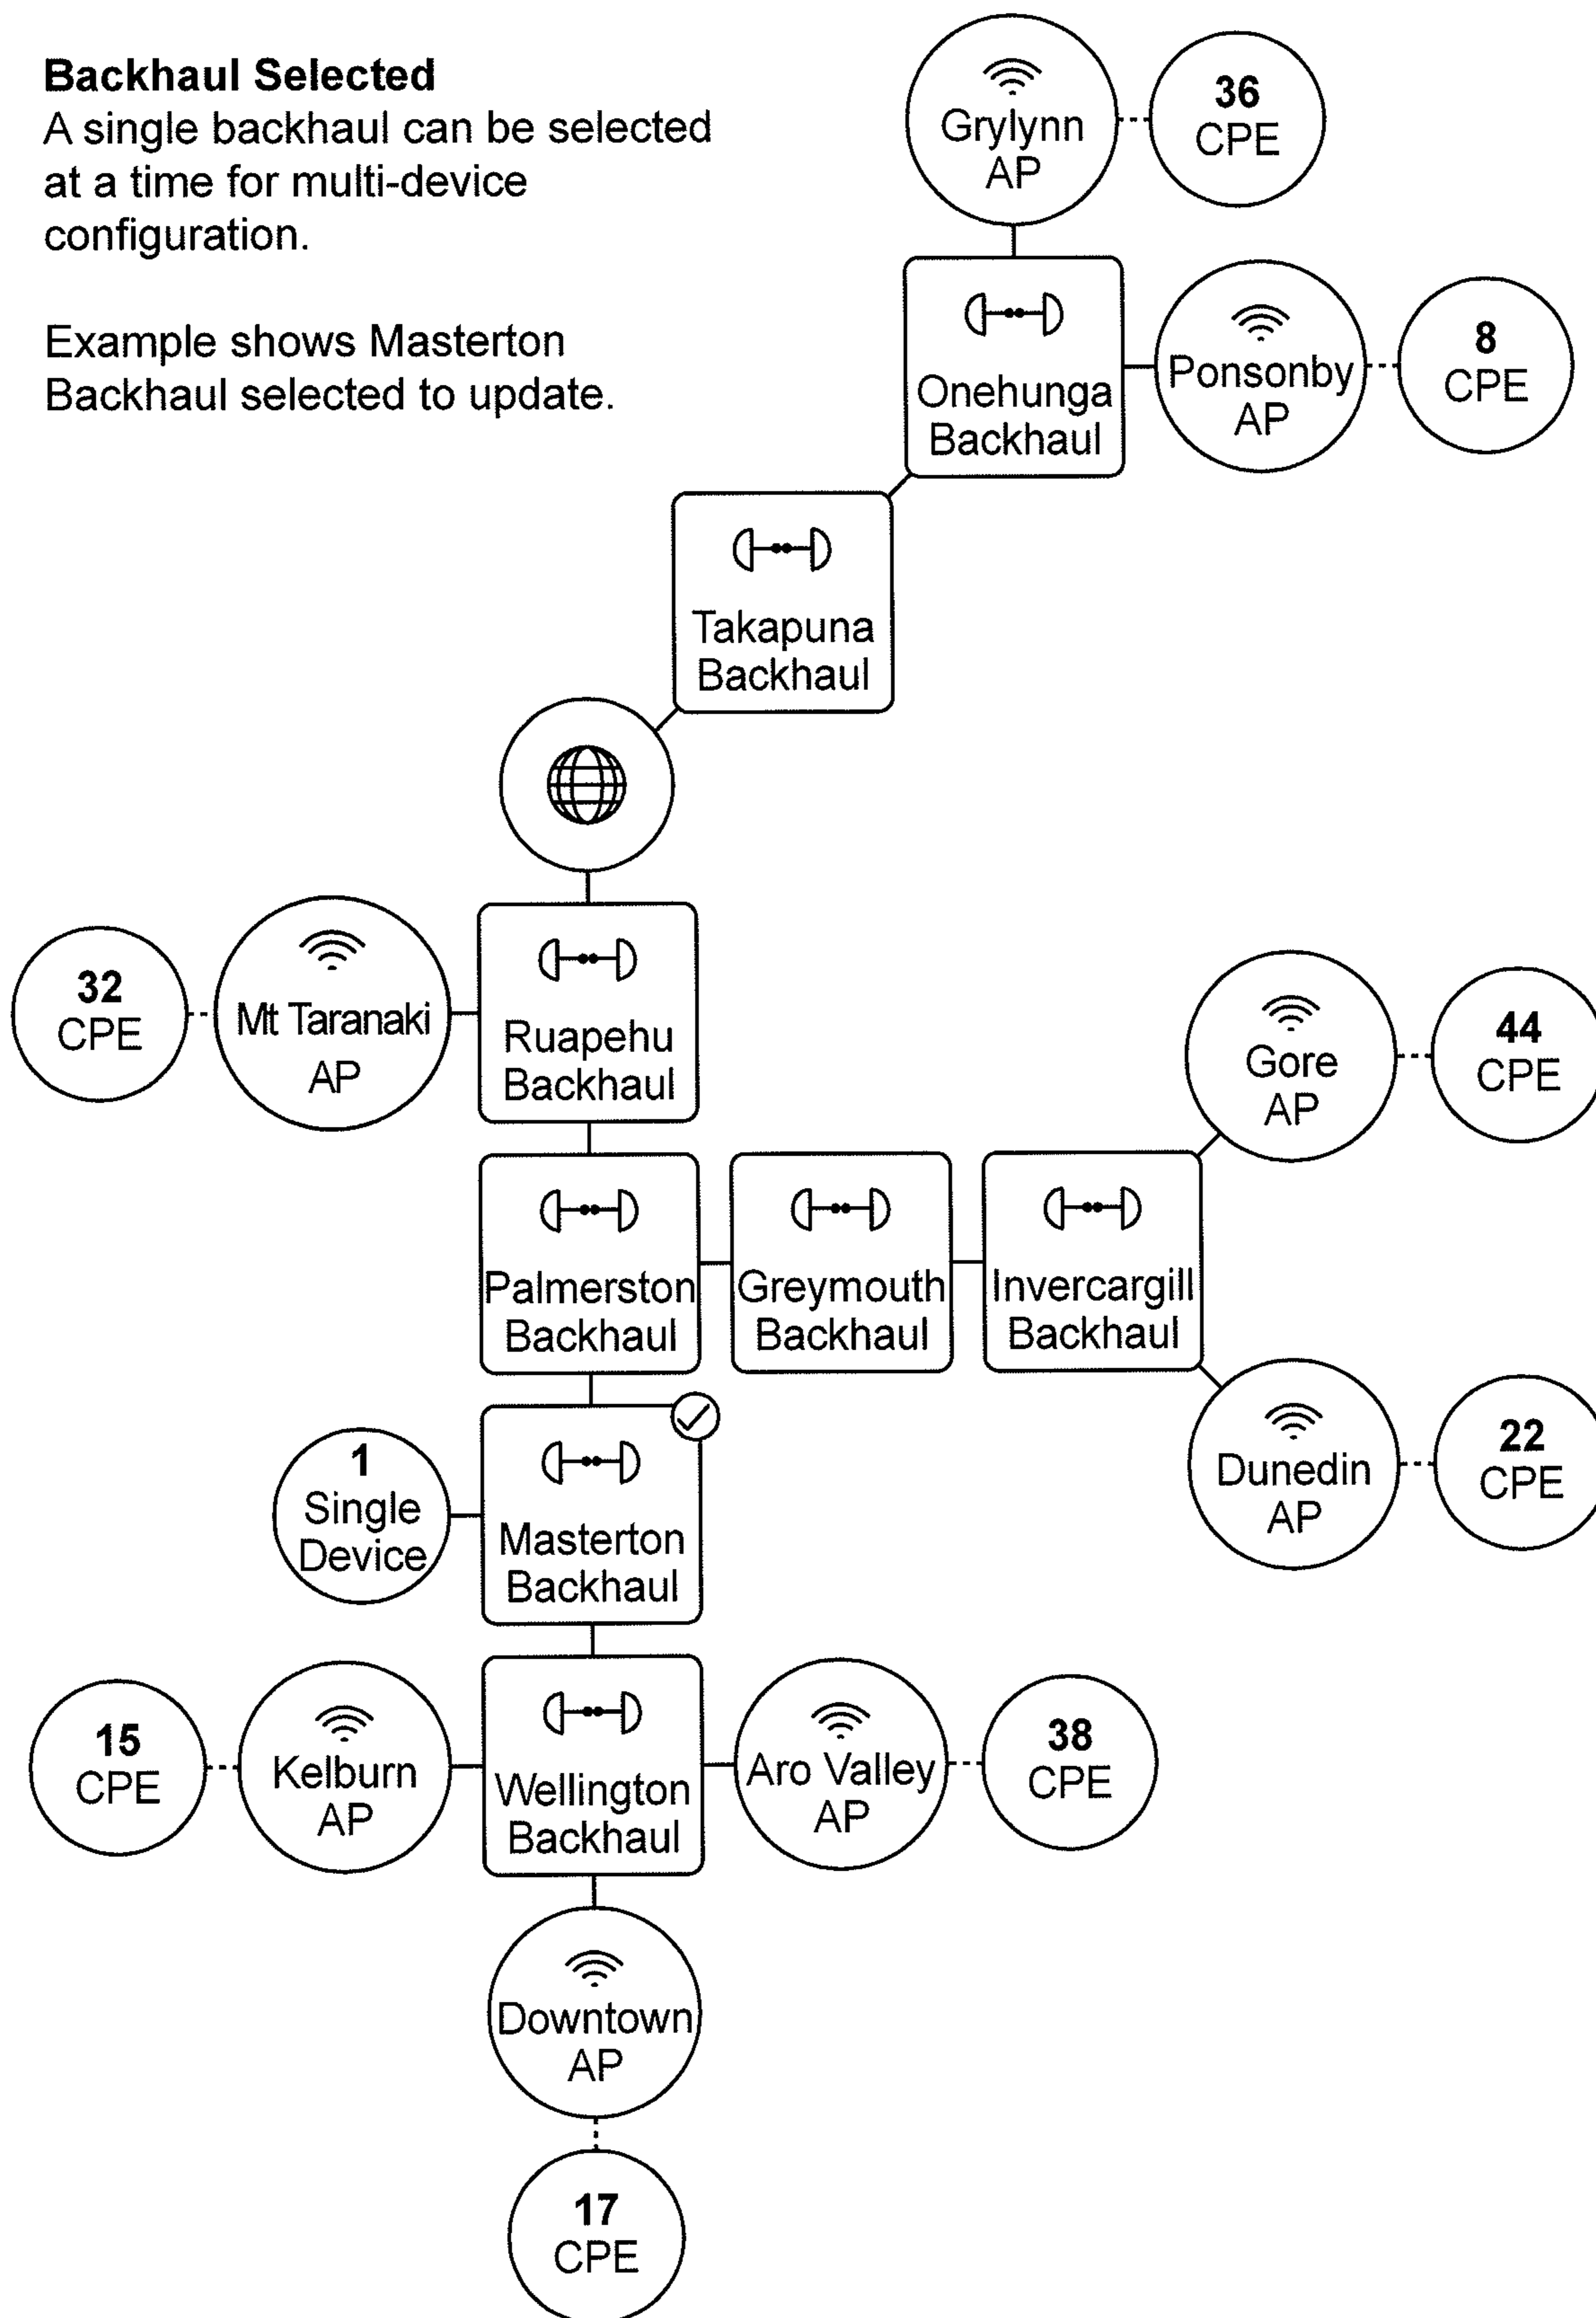 Backhaul Selected
A single backhaul can be selected
at a time for multi-device
configuration.
Example shows Masterton
Backhaul selected to update.
Grylynn
AP
36
CPE
Onehunga
Backhaul
Ponsonby
AP
8
CPE
Takapuna
Backhaul
32
CPE
Mt Taranaki
AP
Ruapehu
Backhaul
Gore
AP
44
CPE
Palmerston
Backhaul
Greymouth
Backhaul
Invercargill
Backhaul
Dunedin
AP
22
CPE
1
Single
Device
Masterton
Backhaul
15
CPE
Kelburn
AP
Wellington
Backhaul
Aro Valley
AP
38
CPE
Downtown
AP
17
CPE